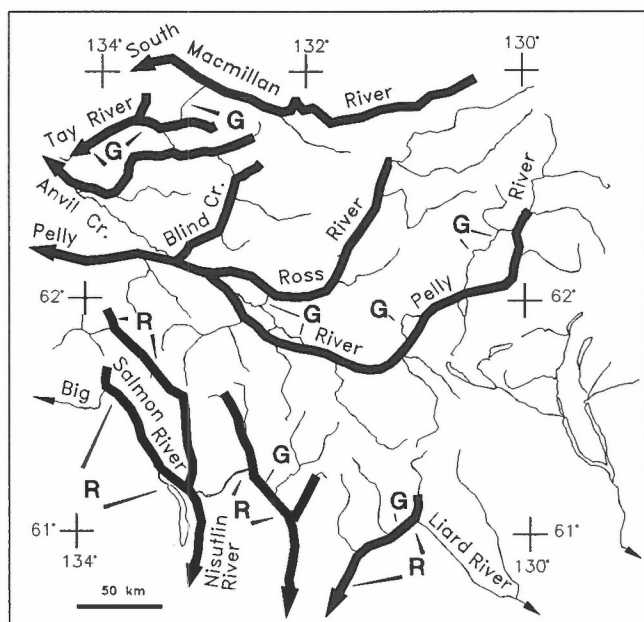 134°
132°
130°
South Macmillan River
Tay River
G
G
Anvil Cr.
Blind Cr.
Pelly
Ross River
Pelly River
River
G
G
G
62°
62°
R
Big Salmon River
R
G
R
G
R
61°
134°
61°
130°
Nisutlin
River
Liard River
50 km